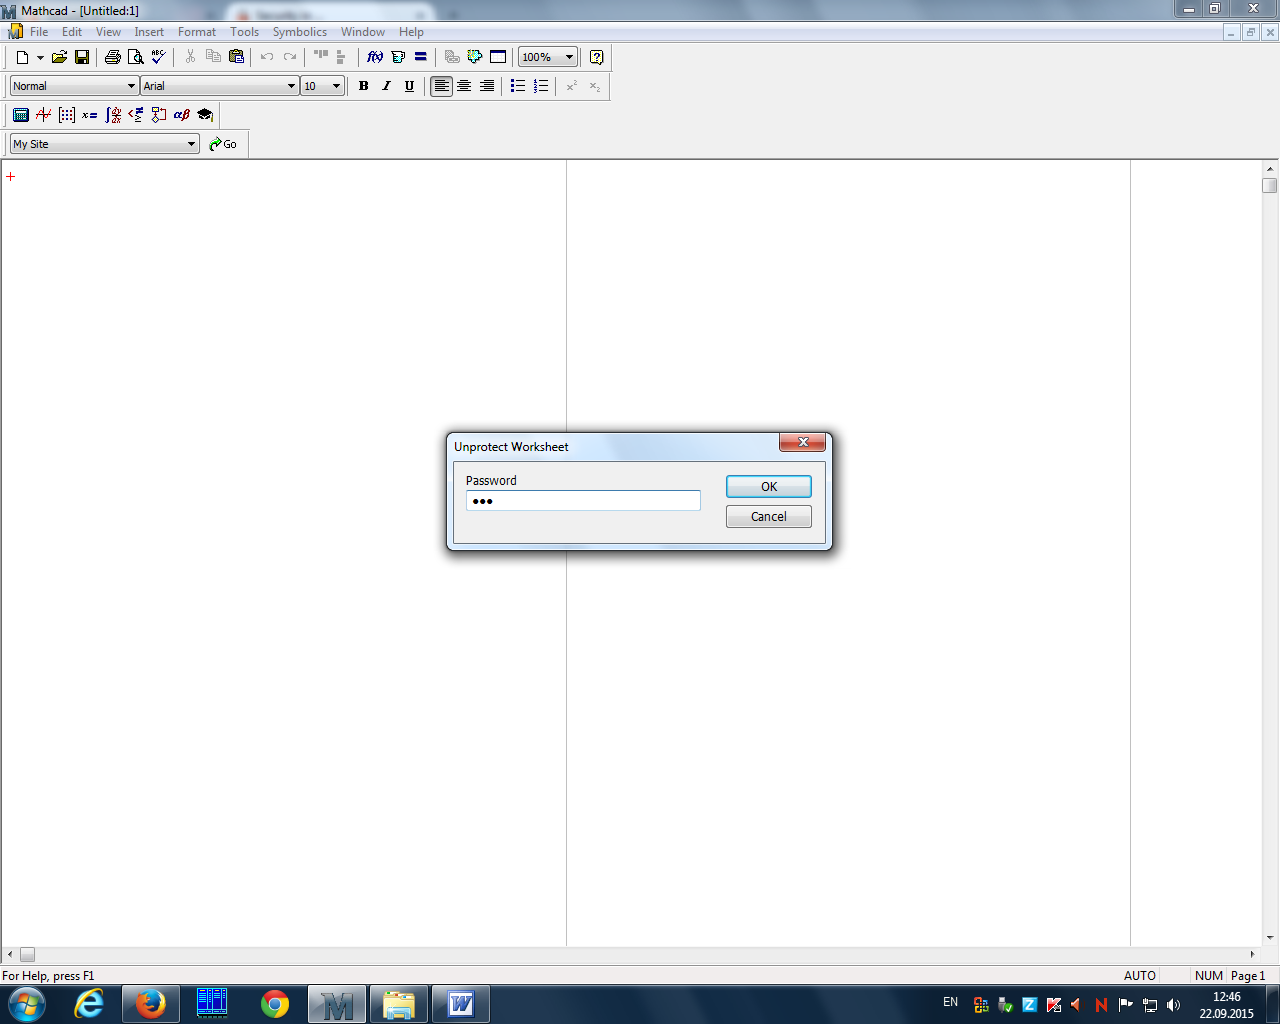 Mathcad - [Untitled:1]
File Edit View Insert Format Tools Symbolics Window Help
100%
Normal Arial 10 B I U
My Site Go
Unprotect Worksheet
Password
OK
Cancel
For Help, press F1 AUTO NUM Page 1
EN 12:46
22.09.2015